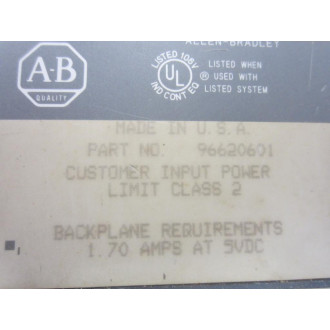 ALLEN-BRADLEY
A-B
QUALITY
LISTED 108V
UL
IND CONT EQ
®
LISTED WHEN
USED WITH
LISTED SYSTEM
MADE IN U.S.A.
PART NO: 96620601
CUSTOMER INPUT POWER
LIMIT CLASS 2
BACKPLANE REQUIREMENTS
1.70 AMPS AT 5VDC